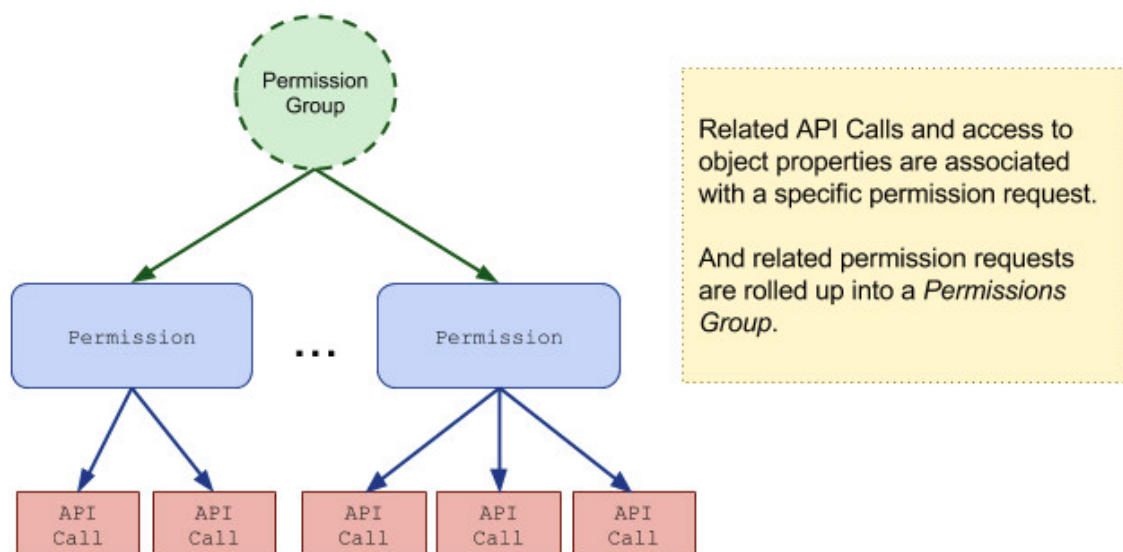 Permission
Group
Related API Calls and access to
object properties are associated
with a specific permission request.
And related permission requests
are rolled up into a Permissions
Group.
Permission
...
Permission
API
Call
API
Call
API
Call
API
Call
API
Call